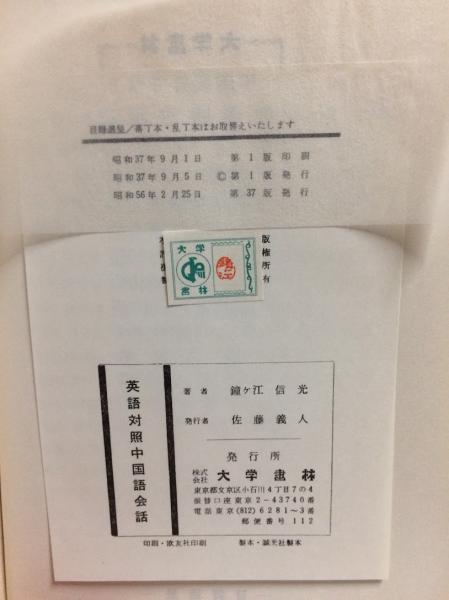 目録進呈/落丁本・乱丁本はお取替えいたします
昭和37年9月1日 第1版印刷
昭和37年9月5日 ©第1版発行
昭和56年2月25日 第37版発行
版権所有
大学
書林
英語対照中国語会話
著者 鐘ヶ江信光
発行者 佐藤義人
発行所
株式会社 大学書林
東京都文京区小石川4丁目7の4
振替口座東京2-43740番
電話東京(812)6281〜3番
郵便番号112
印刷・歓友社印刷 製本・誠光社製本